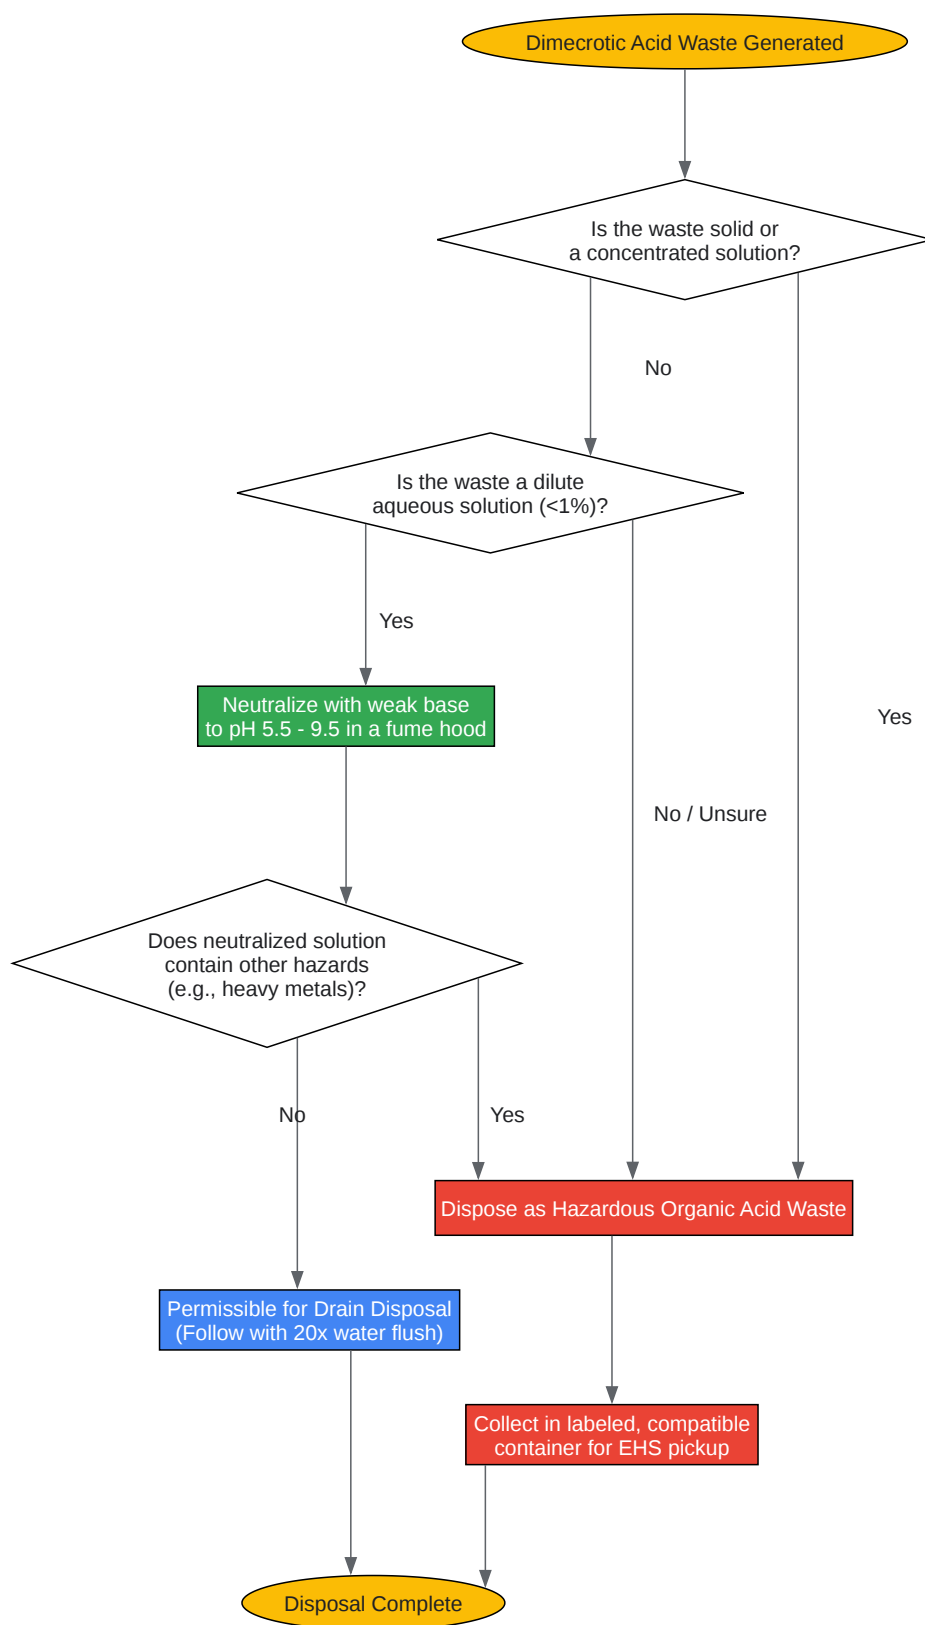 Dimecrotic Acid Waste Generated
Is the waste solid or
a concentrated solution?
No
Is the waste a dilute
aqueous solution (<1%)?
Yes
Neutralize with weak base
to pH 5.5 - 9.5 in a fume hood
Yes
No / Unsure
Does neutralized solution
contain other hazards
(e.g., heavy metals)?
No
Yes
Dispose as Hazardous Organic Acid Waste
Permissible for Drain Disposal
(Follow with 20x water flush)
Collect in labeled, compatible
container for EHS pickup
Disposal Complete